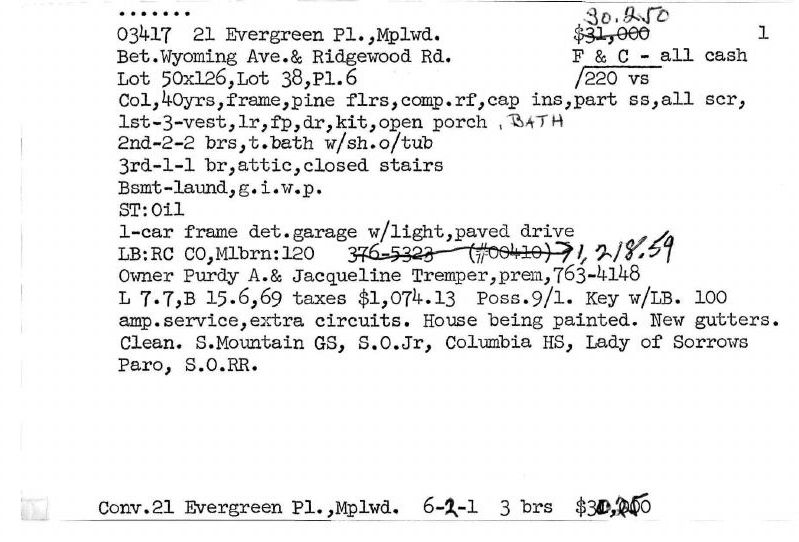 30.250
03417 21 Evergreen Pl.,Mplwd. $31,000 1
Bet.Wyoming Ave.& Ridgewood Rd. F & C - all cash
Lot 50x126,Lot 38,Pl.6 /220 vs
Col,40yrs,frame,pine flrs,comp.rf,cap ins,part ss,all scr,
1st-3-vest,lr,fp,dr,kit,open porch , BATH
2nd-2-2 brs,t.bath w/sh.o/tub
3rd-1-1 br,attic,closed stairs
Bsmt-laund,g.i.w.p.
ST:Oil
1-car frame det.garage w/light,paved drive
LB:RC CO,Mlbrn:120 376-5323 (#00410) 1,218.59
Owner Purdy A.& Jacqueline Tremper,prem,763-4148
L 7.7,B 15.6,69 taxes $1,074.13 Poss.9/1. Key w/LB. 100
amp.service,extra circuits. House being painted. New gutters.
Clean. S.Mountain GS, S.O.Jr, Columbia HS, Lady of Sorrows
Paro, S.O.RR.
Conv.21 Evergreen Pl.,Mplwd. 6-2-1 3 brs